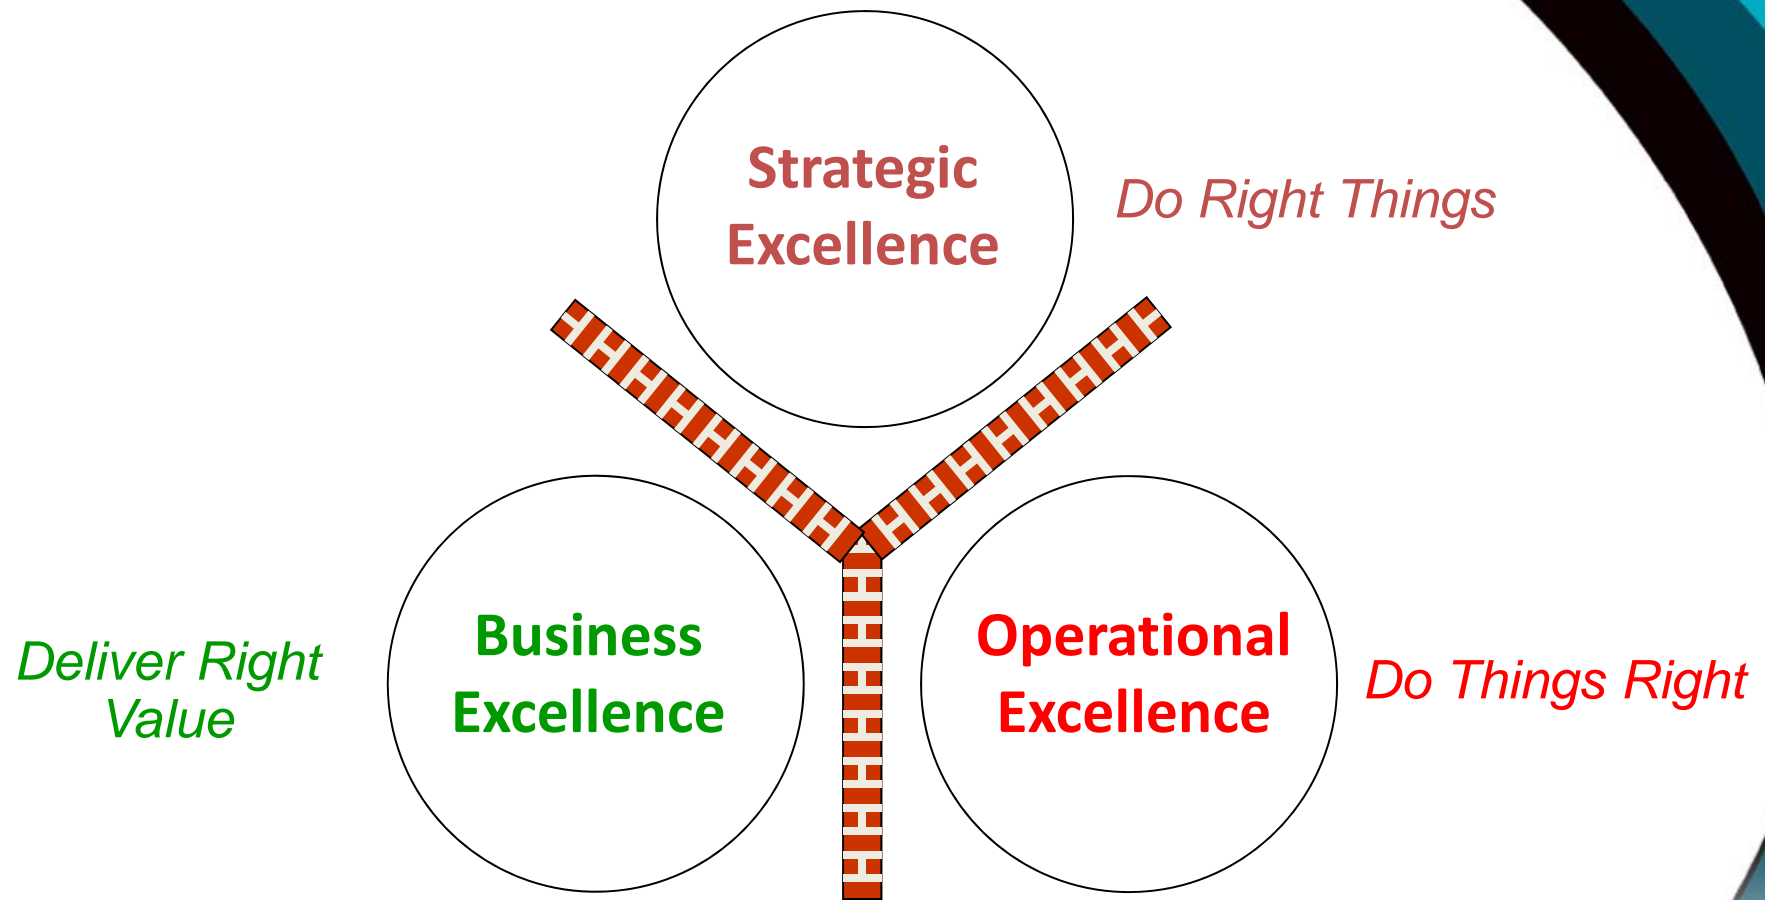 Strategic
Excellence
Do Right Things
Deliver Right
Value
Business
Excellence
Operational
Excellence
Do Things Right